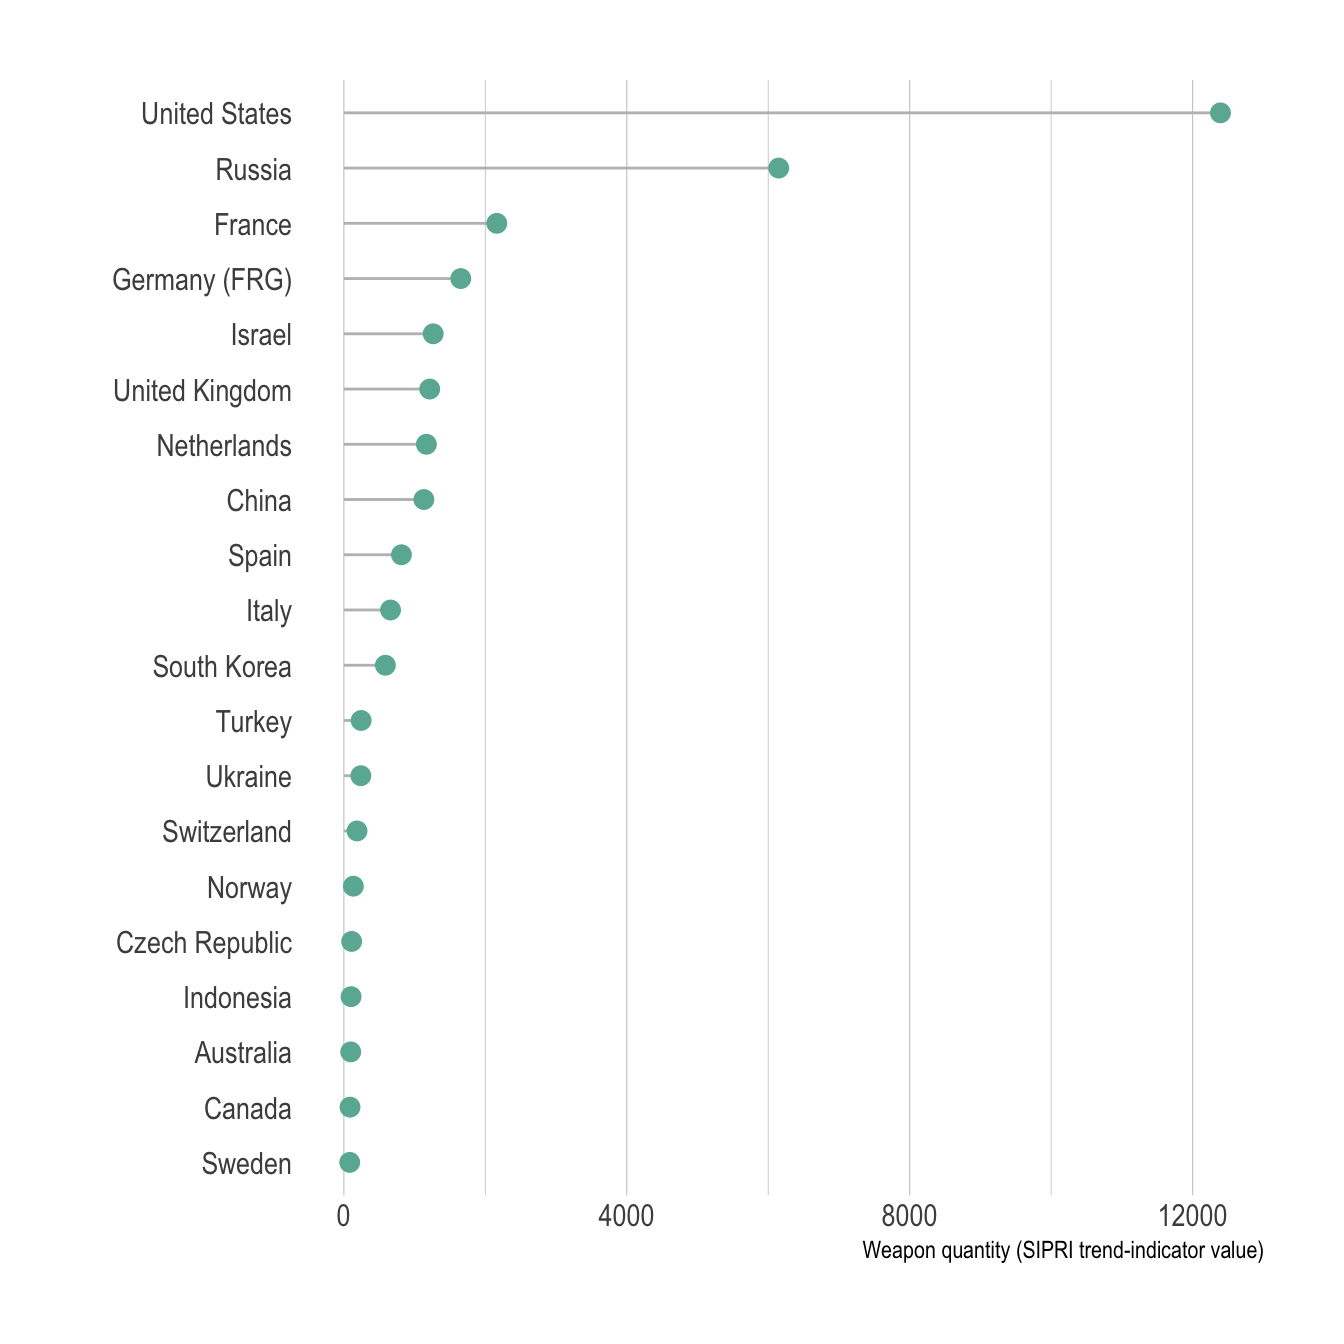 United States
Russia
France
Germany (FRG)
Israel
United Kingdom
Netherlands
China
Spain
Italy
South Korea
Turkey
Ukraine
Switzerland
Norway
Czech Republic
Indonesia
Australia
Canada
Sweden
0 4000 8000 12000
Weapon quantity (SIPRI trend-indicator value)